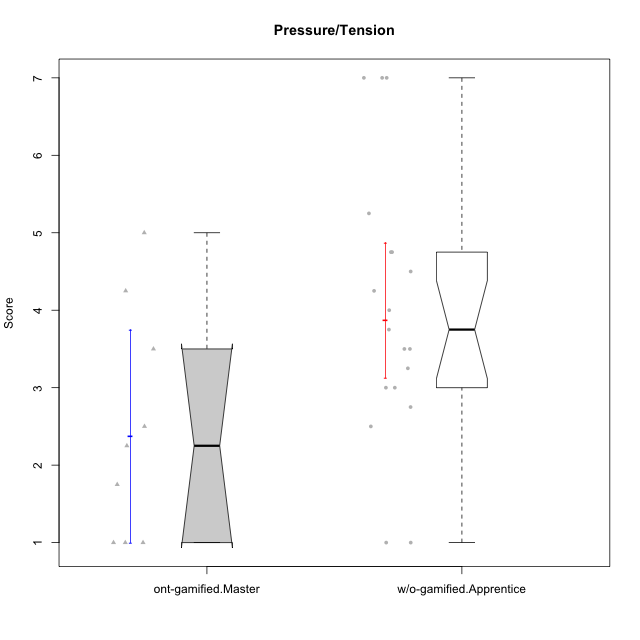 Pressure/Tension
Score
7
6
5
4
3
2
1
ont-gamified.Master
w/o-gamified.Apprentice